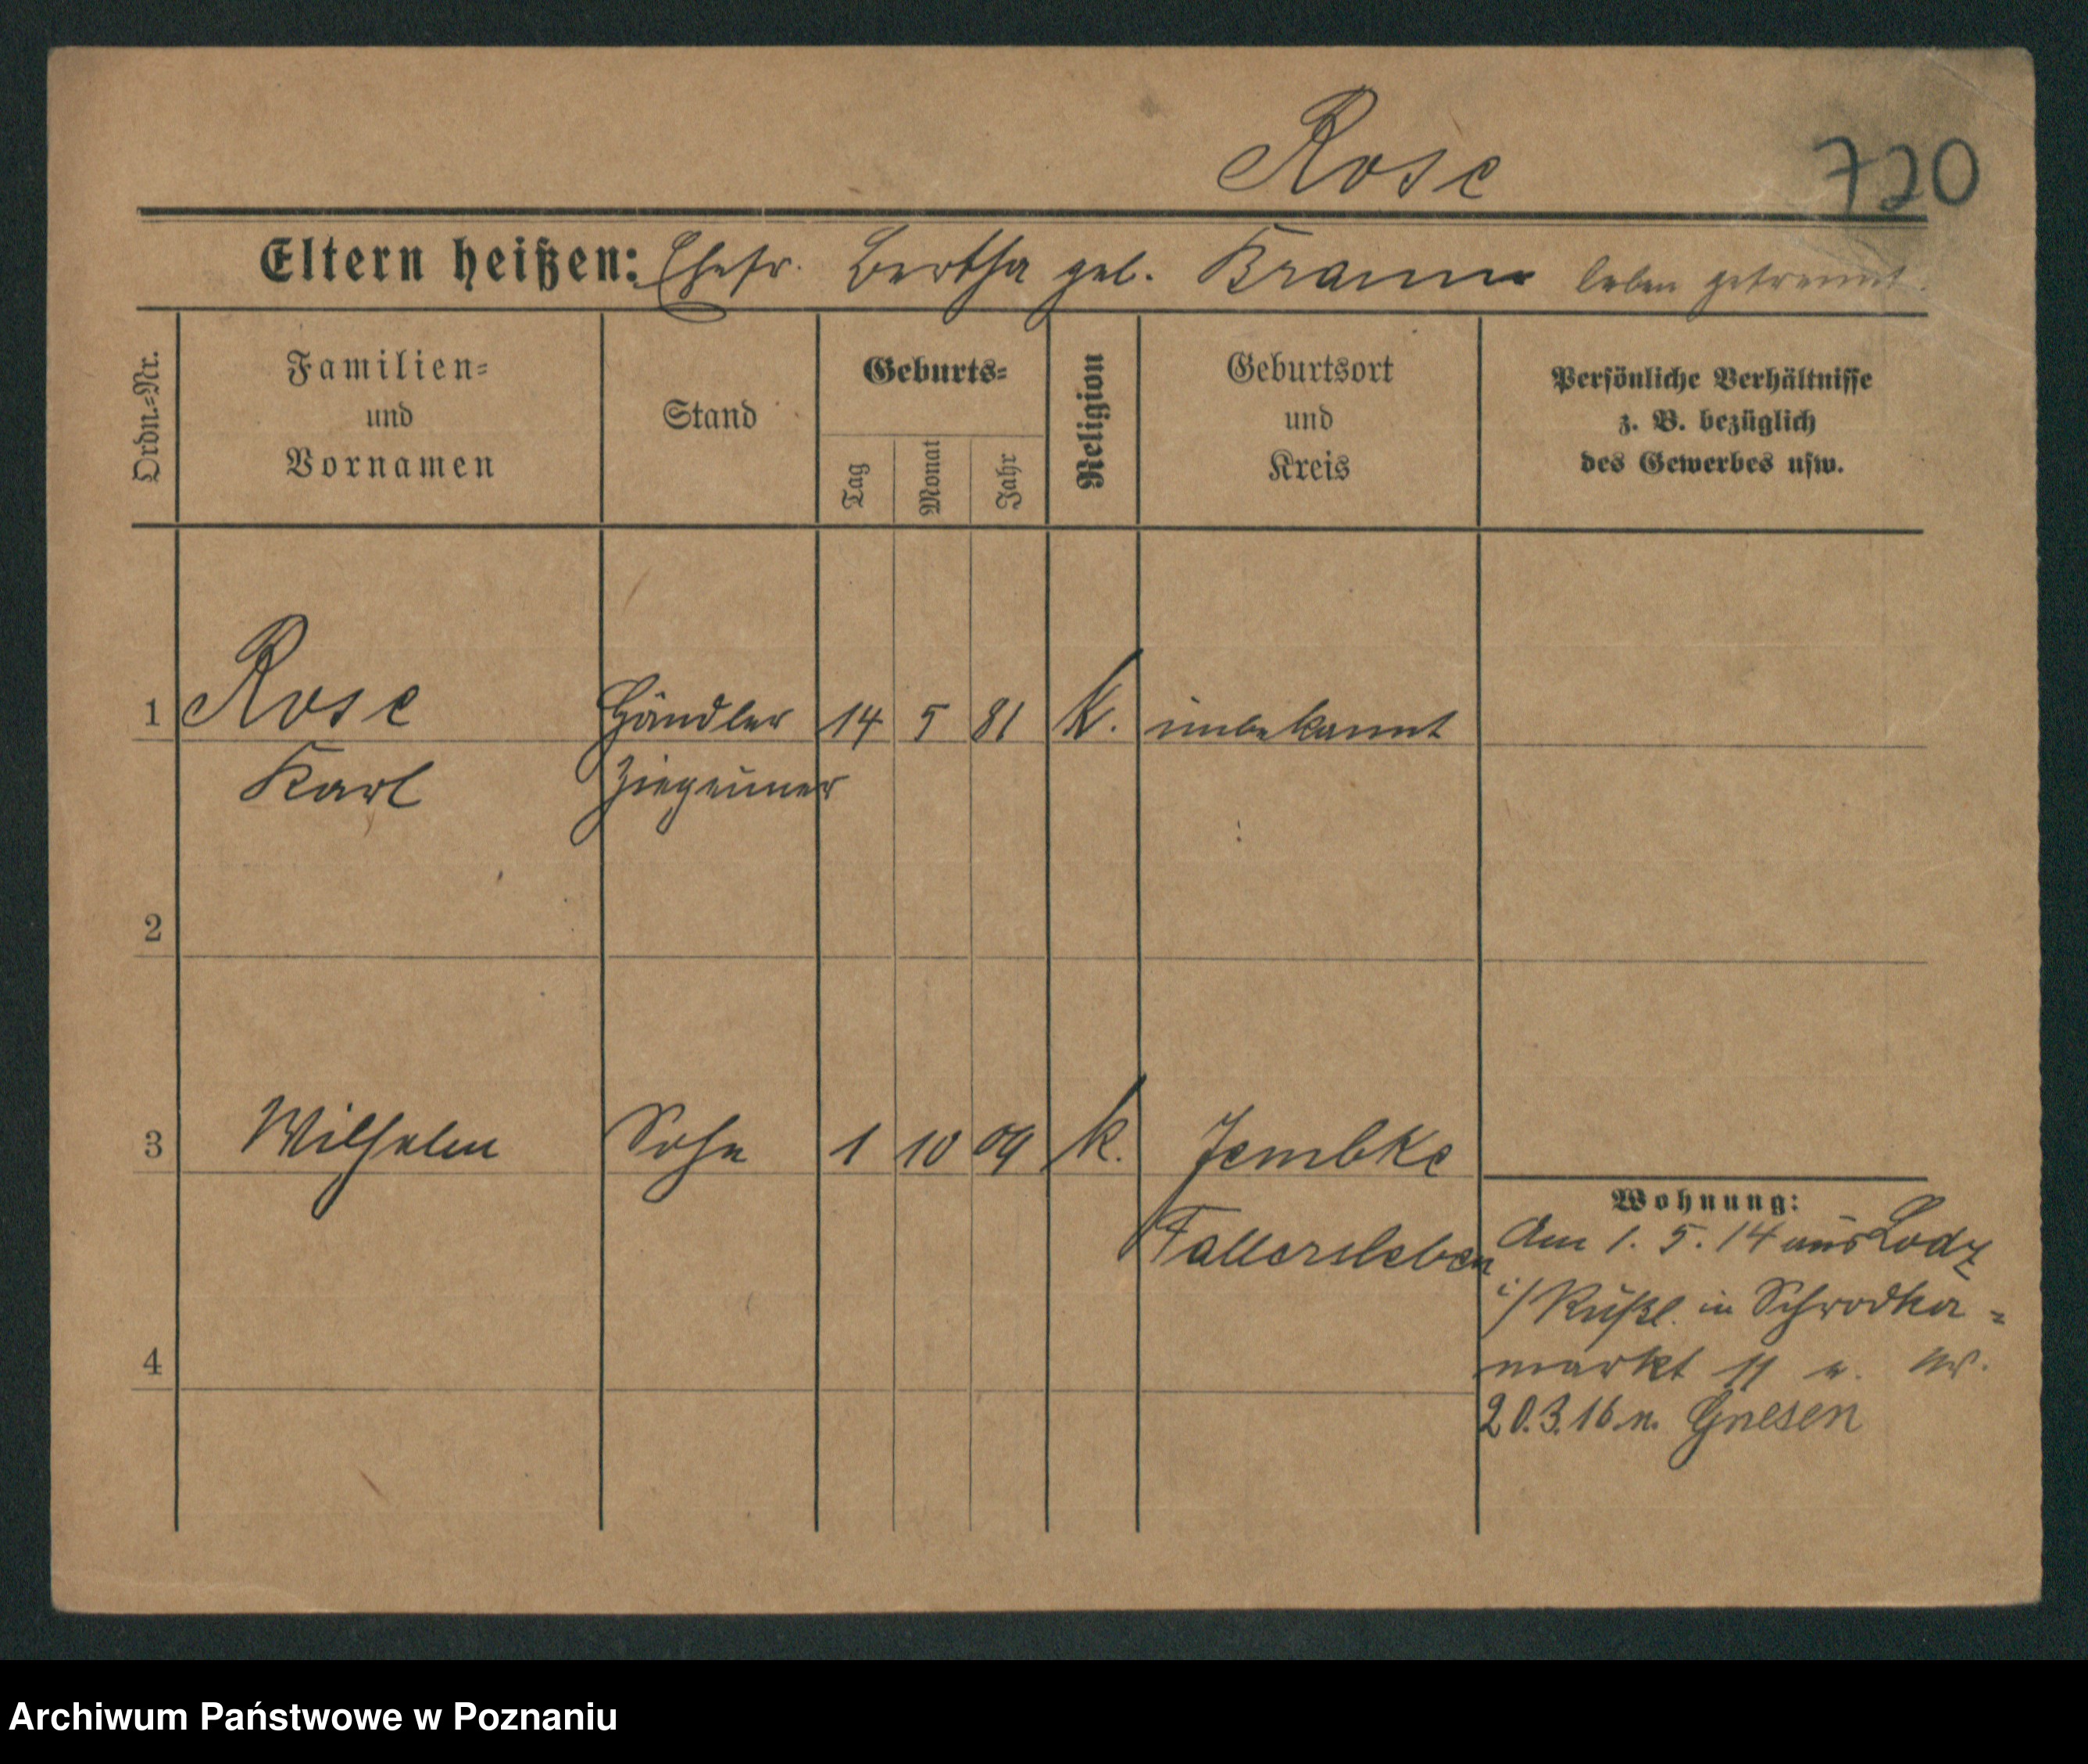 Rose
720
Eltern heißen: Ehefr. Bertha geb. Braun leben getrennt.
Ordn.=Nr.
Familien=
und
Vornamen
Stand
Geburts=
Tag
Monat
Jahr
Religion
Geburtsort
und
Kreis
Persönliche Verhältnisse
z. B. bezüglich
des Gewerbes usw.
1 Rose Händler 14 5 81 K. unbekannt
Karl Zigeuner
2
3 Wilhelm Sohn 1 10 09 k. Jembke
Fallersleben
4
Wohnung:
Am 1. 5. 14 aus Lodz
i/ Rußl. in Schrodka=
markt 11 u.
20.3.16 n. Gnesen
Archiwum Państwowe w Poznaniu